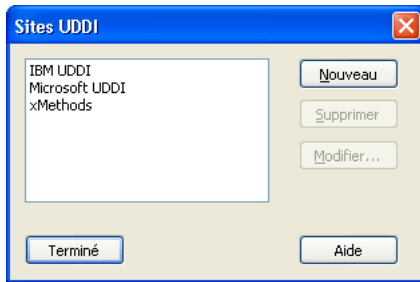 Sites UDDI
IBM UDDI
Microsoft UDDI
xMethods
Nouveau
Supprimer
Modifier...
Terminé
Aide